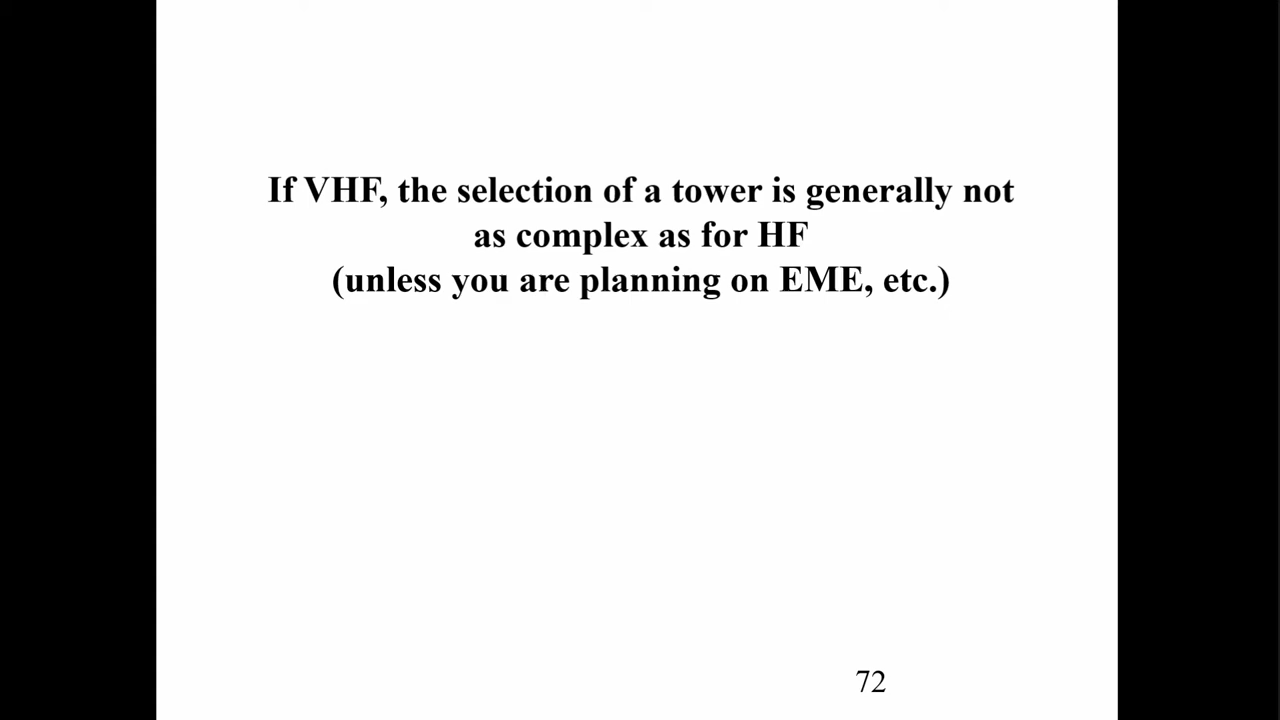 If VHF, the selection of a tower is generally not
as complex as for HF
(unless you are planning on EME, etc.)
72